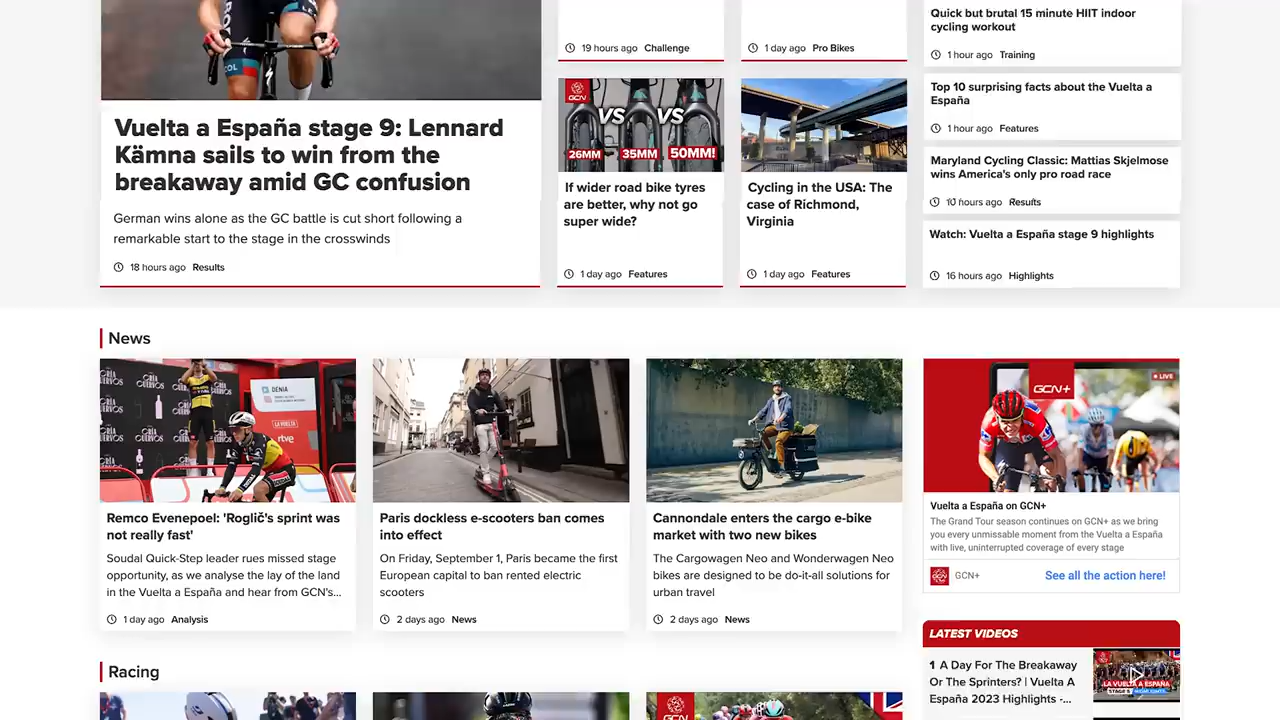 Vuelta a España stage 9: Lennard
Kämna sails to win from the
breakaway amid GC confusion
German wins alone as the GC battle is cut short following a
remarkable start to the stage in the crosswinds
18 hours ago Results
19 hours ago Challenge
1 day ago Pro Bikes
GCN
VS VS
26MM 35MM 50MM!
If wider road bike tyres
are better, why not go
super wide?
1 day ago Features
Cycling in the USA: The
case of Richmond,
Virginia
1 day ago Features
Quick but brutal 15 minute HIIT indoor
cycling workout
1 hour ago Training
Top 10 surprising facts about the Vuelta a
España
1 hour ago Features
Maryland Cycling Classic: Mattias Skjelmose
wins America's only pro road race
10 hours ago Results
Watch: Vuelta a España stage 9 highlights
16 hours ago Highlights
News
DÉNIA
LA VUELTA
rtve
Remco Evenepoel: 'Roglič's sprint was
not really fast'
Soudal Quick-Step leader rues missed stage
opportunity, as we analyse the lay of the land
in the Vuelta a España and hear from GCN's...
1 day ago Analysis
Paris dockless e-scooters ban comes
into effect
On Friday, September 1, Paris became the first
European capital to ban rented electric
scooters
2 days ago News
Cannondale enters the cargo e-bike
market with two new bikes
The Cargowagen Neo and Wonderwagen Neo
bikes are designed to be do-it-all solutions for
urban travel
2 days ago News
GCN+
LIVE
Vuelta a España on GCN+
The Grand Tour season continues on GCN+ as we bring
you every unmissable moment from the Vuelta a España
with live, uninterrupted coverage of every stage
GCN+
See all the action here!
LATEST VIDEOS
1 A Day For The Breakaway
Or The Sprinters? | Vuelta A
España 2023 Highlights -...
LA VUELTA A ESPAÑA
Racing
GCN